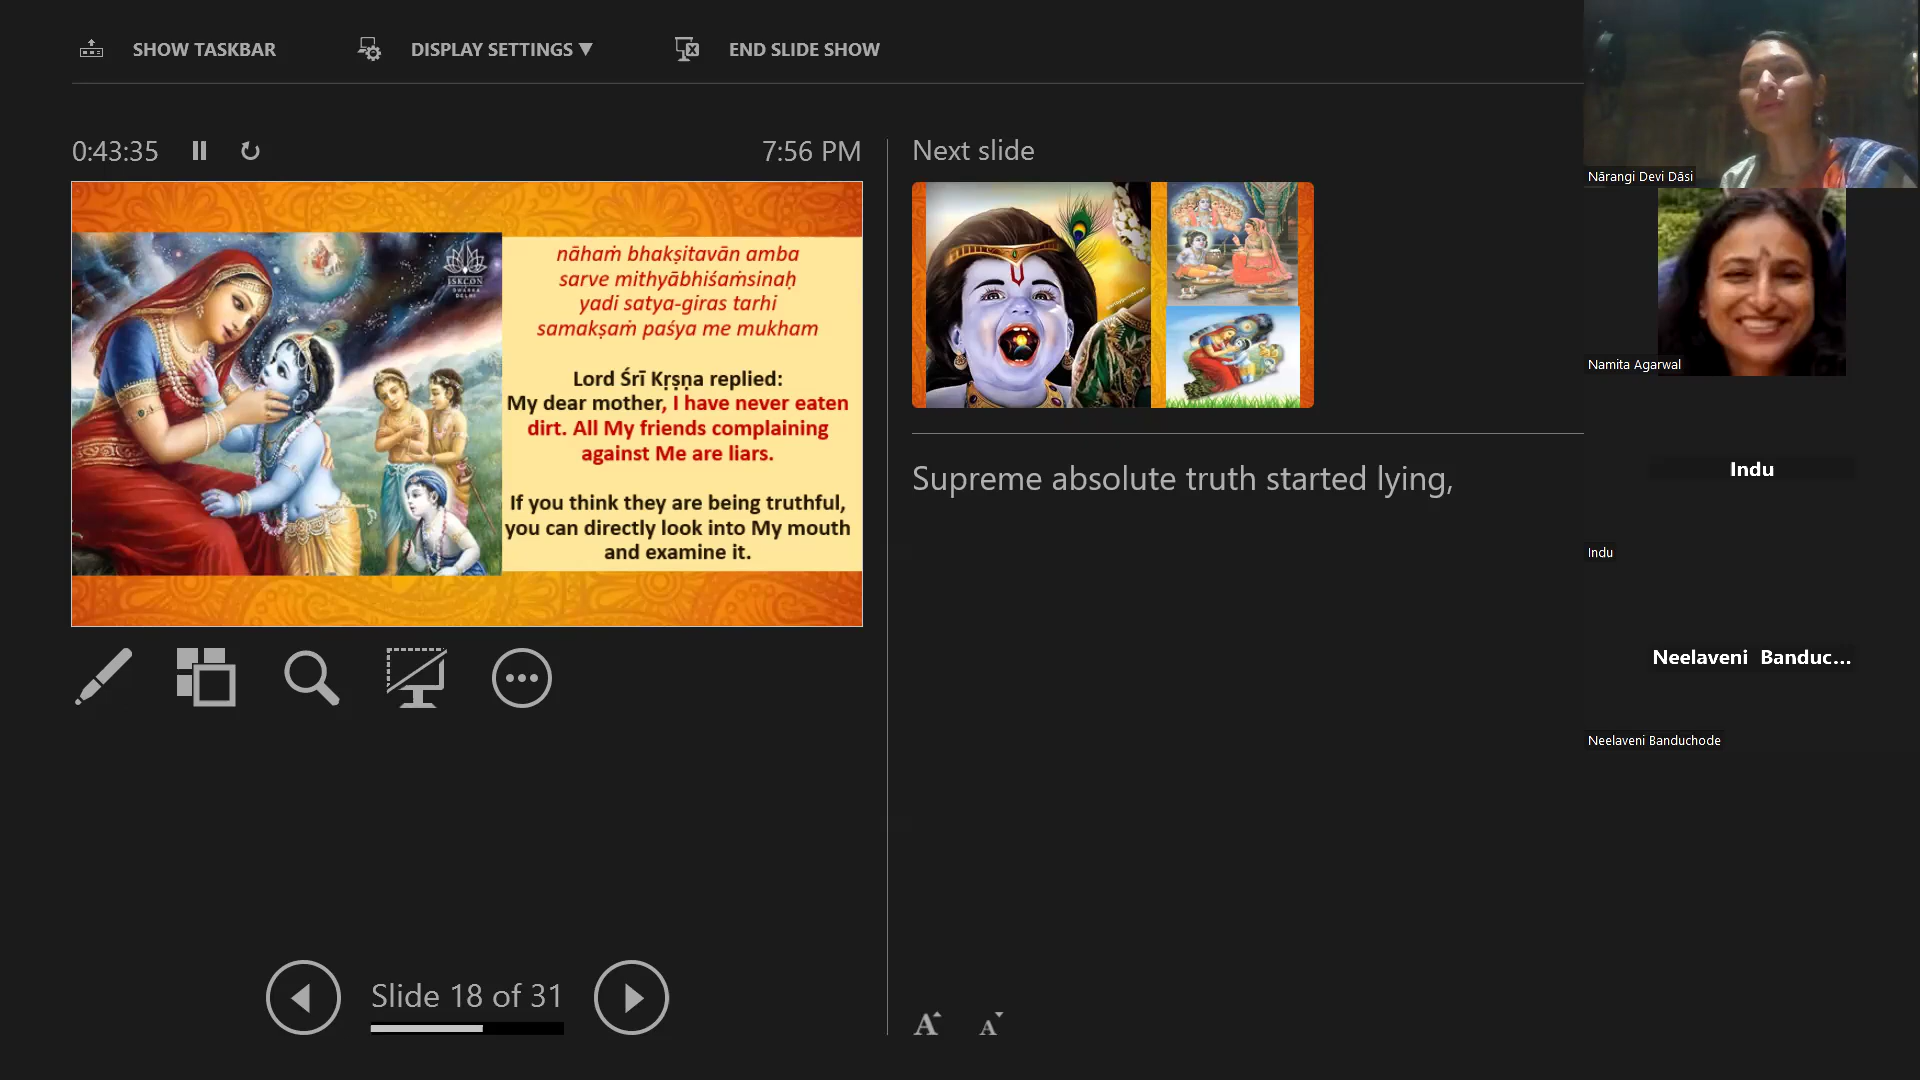 SHOW TASKBAR
DISPLAY SETTINGS ▼
END SLIDE SHOW
0:43:35
7:56 PM
Next slide
ISKCON
DWARKA
DELHI
nāhaṁ bhakṣitavān amba
sarve mithyābhiśaṁsinaḥ
yadi satya-giras tarhi
samakṣaṁ paśya me mukham
Lord Śrī Kṛṣṇa replied:
My dear mother, I have never eaten
dirt. All My friends complaining
against Me are liars.
If you think they are being truthful,
you can directly look into My mouth
and examine it.
Supreme absolute truth started lying,
Slide 18 of 31
A
A
Nārangi Devi Dāsi
Namita Agarwal
Indu
Indu
Neelaveni Banduc...
Neelaveni Banduchode